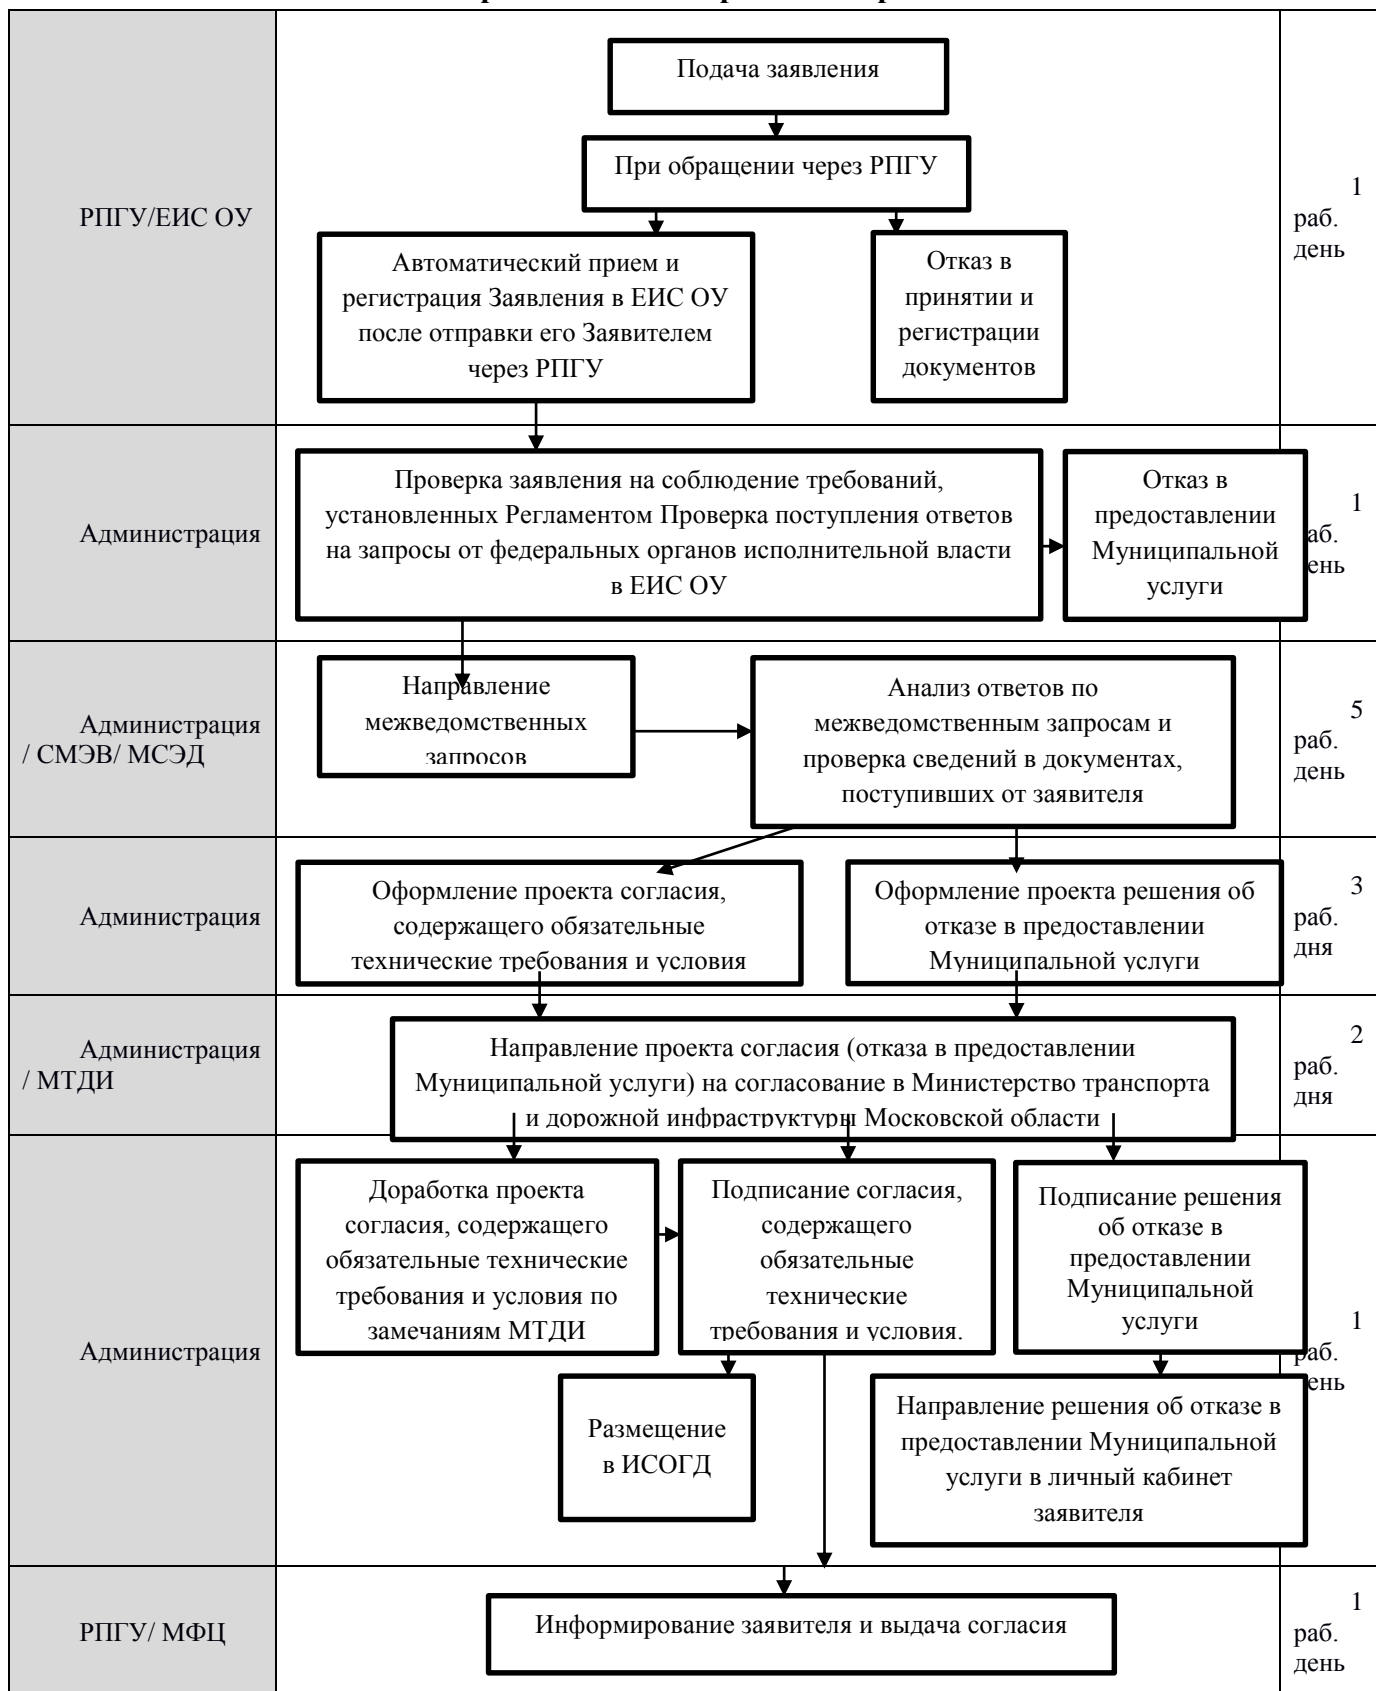 Подача заявления
При обращении через РПГУ
РПГУ/ЕИС ОУ
1
раб.
день
Автоматический прием и
регистрация Заявления в ЕИС ОУ
после отправки его Заявителем
через РПГУ
Отказ в
принятии и
регистрации
документов
Администрация
Проверка заявления на соблюдение требований,
установленных Регламентом Проверка поступления ответов
на запросы от федеральных органов исполнительной власти
в ЕИС ОУ
Отказ в
предоставлении
Муниципальной
услуги
1
аб.
ень
Администрация
/ СМЭВ/ МСЭД
Направление
межведомственных
запросов
Анализ ответов по
межведомственным запросам и
проверка сведений в документах,
поступивших от заявителя
5
раб.
день
Администрация
Оформление проекта согласия,
содержащего обязательные
технические требования и условия
Оформление проекта решения об
отказе в предоставлении
Муниципальной услуги
3
раб.
дня
Администрация
/ МТДИ
Направление проекта согласия (отказа в предоставлении
Муниципальной услуги) на согласование в Министерство транспорта
и дорожной инфраструктуры Московской области
2
раб.
дня
Администрация
Доработка проекта
согласия, содержащего
обязательные технические
требования и условия по
замечаниям МТДИ
Подписание согласия,
содержащего
обязательные
технические
требования и условия.
Подписание решения
об отказе в
предоставлении
Муниципальной
услуги
1
раб.
ень
Размещение
в ИСОГД
Направление решения об отказе в
предоставлении Муниципальной
услуги в личный кабинет
заявителя
РПГУ/ МФЦ
Информирование заявителя и выдача согласия
1
раб.
день